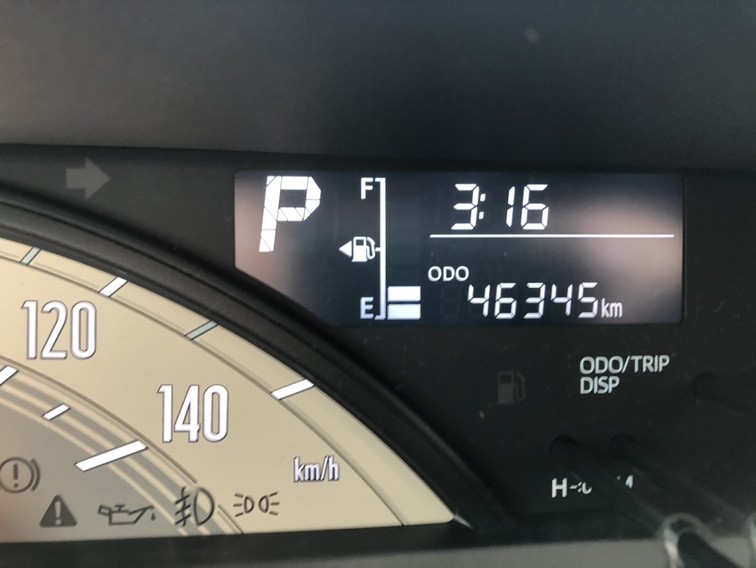 P
F
3:16
E
ODO
46345km
120
140
km/h
ODO/TRIP
DISP